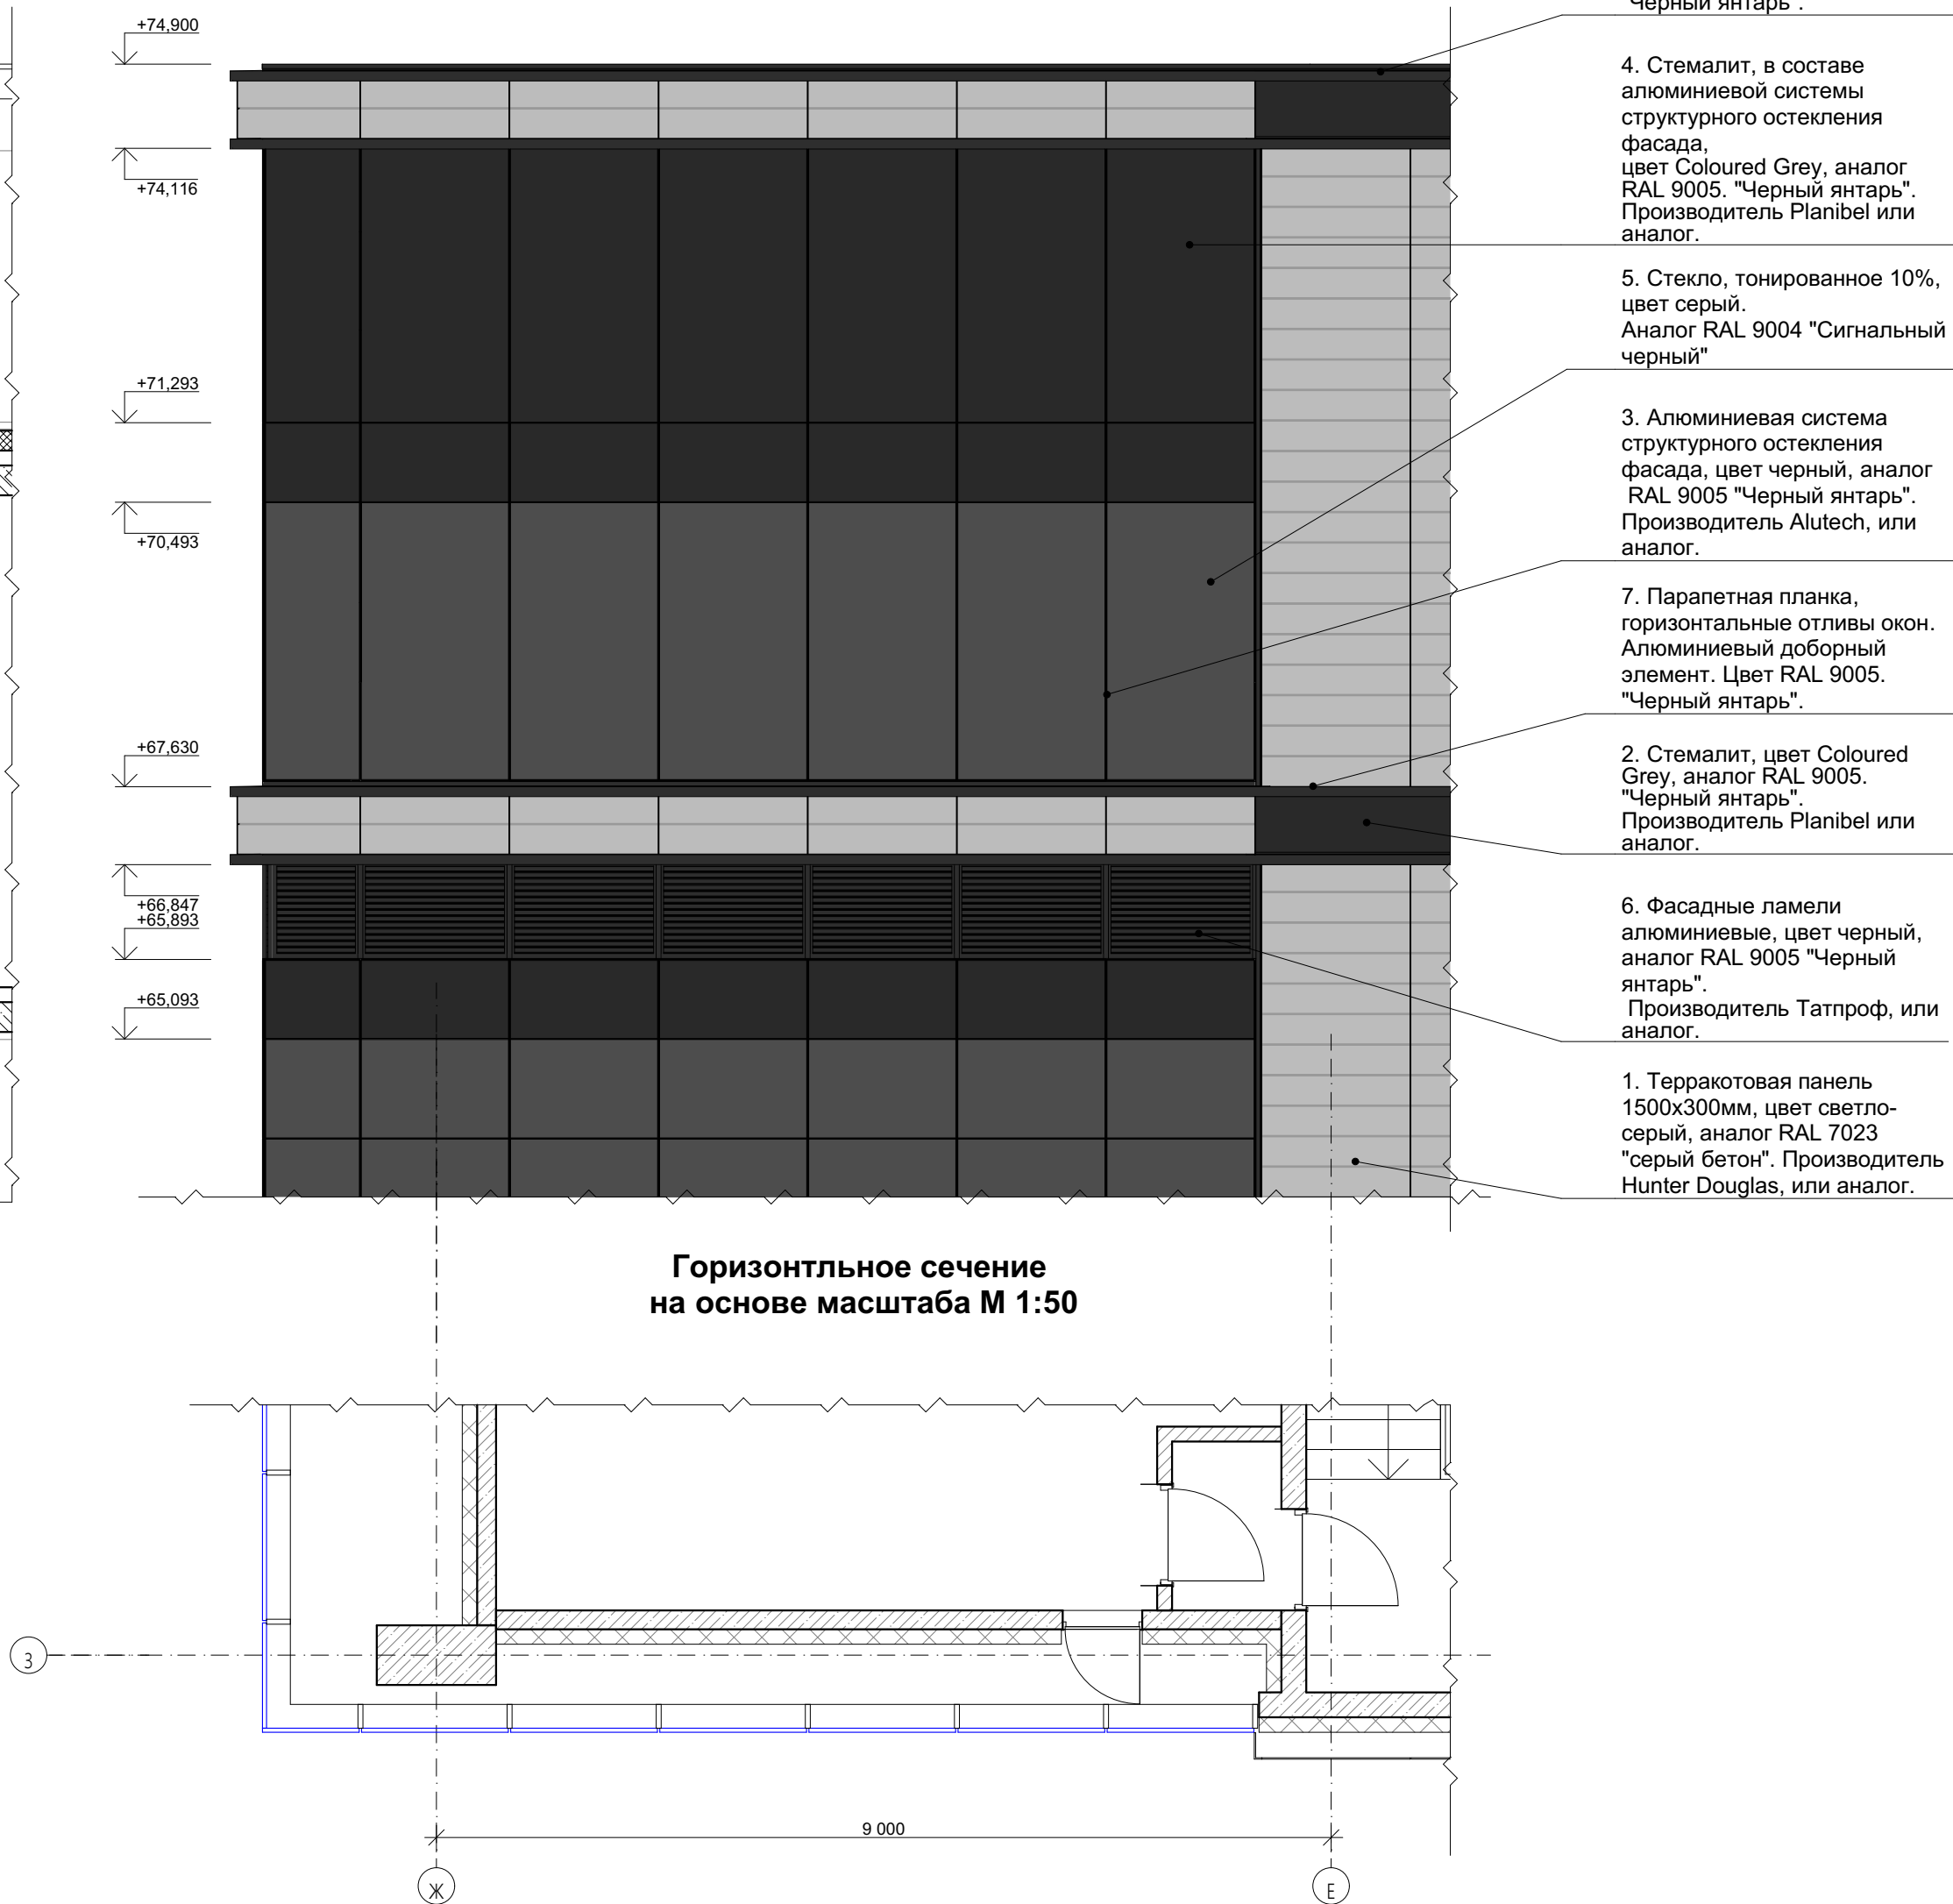 +74,900
+74,116
+71,293
+70,493
+67,630
+66,847
+65,893
+65,093
"Черный янтарь".
4. Стемалит, в составе
алюминиевой системы
структурного остекления
фасада,
цвет Coloured Grey, аналог
RAL 9005. "Черный янтарь".
Производитель Planibel или
аналог.
5. Стекло, тонированное 10%,
цвет серый.
Аналог RAL 9004 "Сигнальный
черный"
3. Алюминиевая система
структурного остекления
фасада, цвет черный, аналог
RAL 9005 "Черный янтарь".
Производитель Alutech, или
аналог.
7. Парапетная планка,
горизонтальные отливы окон.
Алюминиевый доборный
элемент. Цвет RAL 9005.
"Черный янтарь".
2. Стемалит, цвет Coloured
Grey, аналог RAL 9005.
"Черный янтарь".
Производитель Planibel или
аналог.
6. Фасадные ламели
алюминиевые, цвет черный,
аналог RAL 9005 "Черный
янтарь".
Производитель Татпроф, или
аналог.
1. Терракотовая панель
1500х300мм, цвет светло-
серый, аналог RAL 7023
"серый бетон". Производитель
Hunter Douglas, или аналог.
Горизонтльное сечение
на основе масштаба М 1:50
3
9 000
Ж
Е